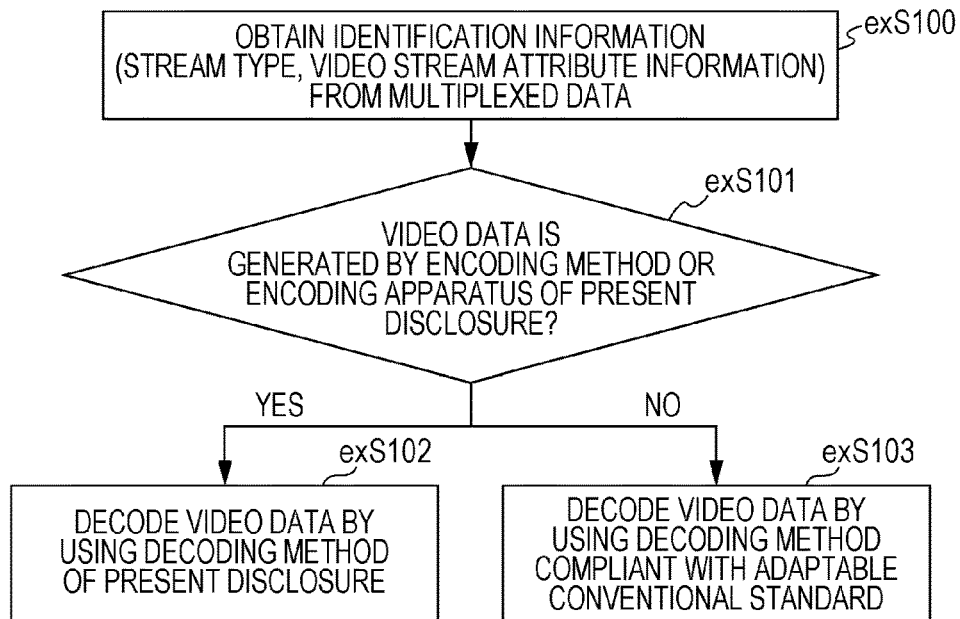 exS100
OBTAIN IDENTIFICATION INFORMATION
(STREAM TYPE, VIDEO STREAM ATTRIBUTE INFORMATION)
FROM MULTIPLEXED DATA
exS101
VIDEO DATA IS
GENERATED BY ENCODING METHOD OR
ENCODING APPARATUS OF PRESENT
DISCLOSURE?
YES
NO
exS102
DECODE VIDEO DATA BY
USING DECODING METHOD
OF PRESENT DISCLOSURE
exS103
DECODE VIDEO DATA BY
USING DECODING METHOD
COMPLIANT WITH ADAPTABLE
CONVENTIONAL STANDARD